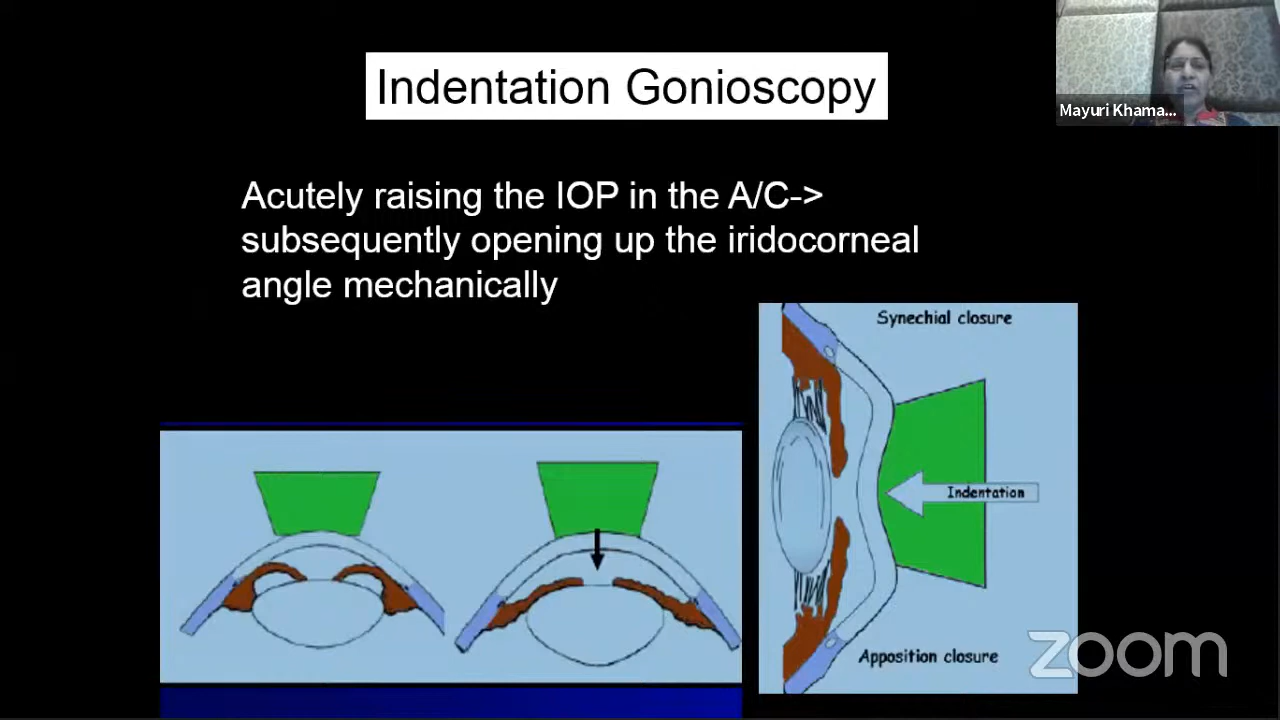 Indentation Gonioscopy
Mayuri Khama...
Acutely raising the IOP in the A/C->
subsequently opening up the iridocorneal
angle mechanically
Synechial closure
Indentation
Apposition closure
zoom